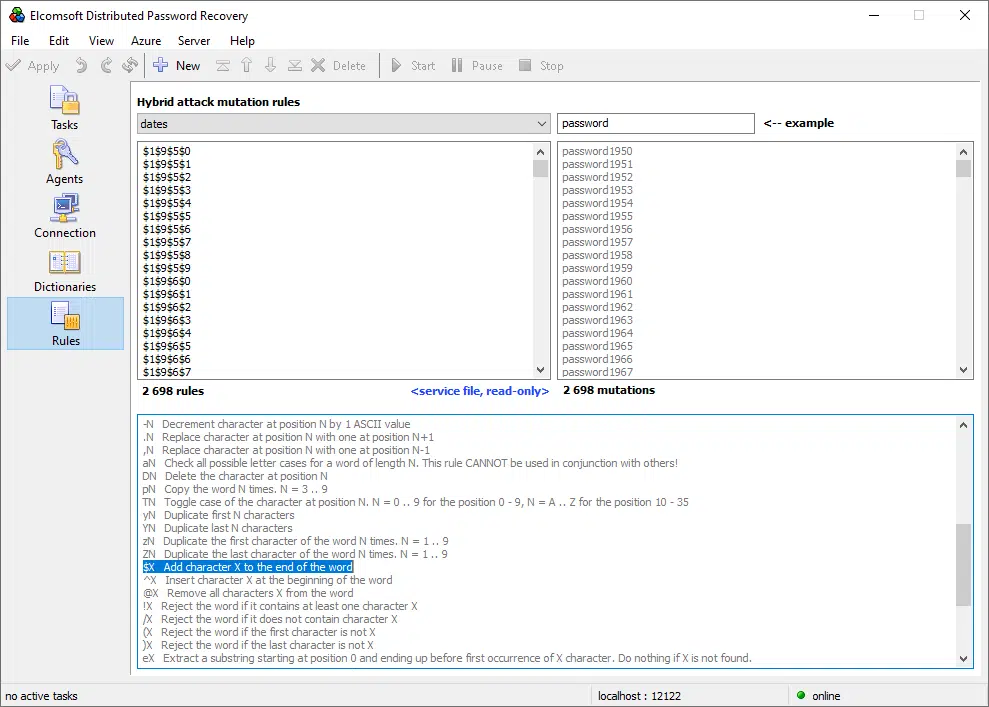 Elcomsoft Distributed Password Recovery
File Edit View Azure Server Help
Apply New Delete Start Pause Stop
Tasks
Agents
Connection
Dictionaries
Rules
Hybrid attack mutation rules
dates
password
<-- example
$1$9$5$0
$1$9$5$1
$1$9$5$2
$1$9$5$3
$1$9$5$4
$1$9$5$5
$1$9$5$6
$1$9$5$7
$1$9$5$8
$1$9$5$9
$1$9$6$0
$1$9$6$1
$1$9$6$2
$1$9$6$3
$1$9$6$4
$1$9$6$5
$1$9$6$6
$1$9$6$7
password1950
password1951
password1952
password1953
password1954
password1955
password1956
password1957
password1958
password1959
password1960
password1961
password1962
password1963
password1964
password1965
password1966
password1967
2 698 rules
<service file, read-only>
2 698 mutations
-N Decrement character at position N by 1 ASCII value
.N Replace character at position N with one at position N+1
,N Replace character at position N with one at position N-1
aN Check all possible letter cases for a word of length N. This rule CANNOT be used in conjunction with others!
DN Delete the character at position N
pN Copy the word N times. N = 3 .. 9
TN Toggle case of the character at position N. N = 0 .. 9 for the position 0 - 9, N = A .. Z for the position 10 - 35
yN Duplicate first N characters
YN Duplicate last N characters
zN Duplicate the first character of the word N times. N = 1 .. 9
ZN Duplicate the last character of the word N times. N = 1 .. 9
$X Add character X to the end of the word
^X Insert character X at the beginning of the word
@X Remove all characters X from the word
!X Reject the word if it contains at least one character X
/X Reject the word if it does not contain character X
(X Reject the word if the first character is not X
)X Reject the word if the last character is not X
eX Extract a substring starting at position 0 and ending up before first occurrence of X character. Do nothing if X is not found.
no active tasks
localhost : 12122
online